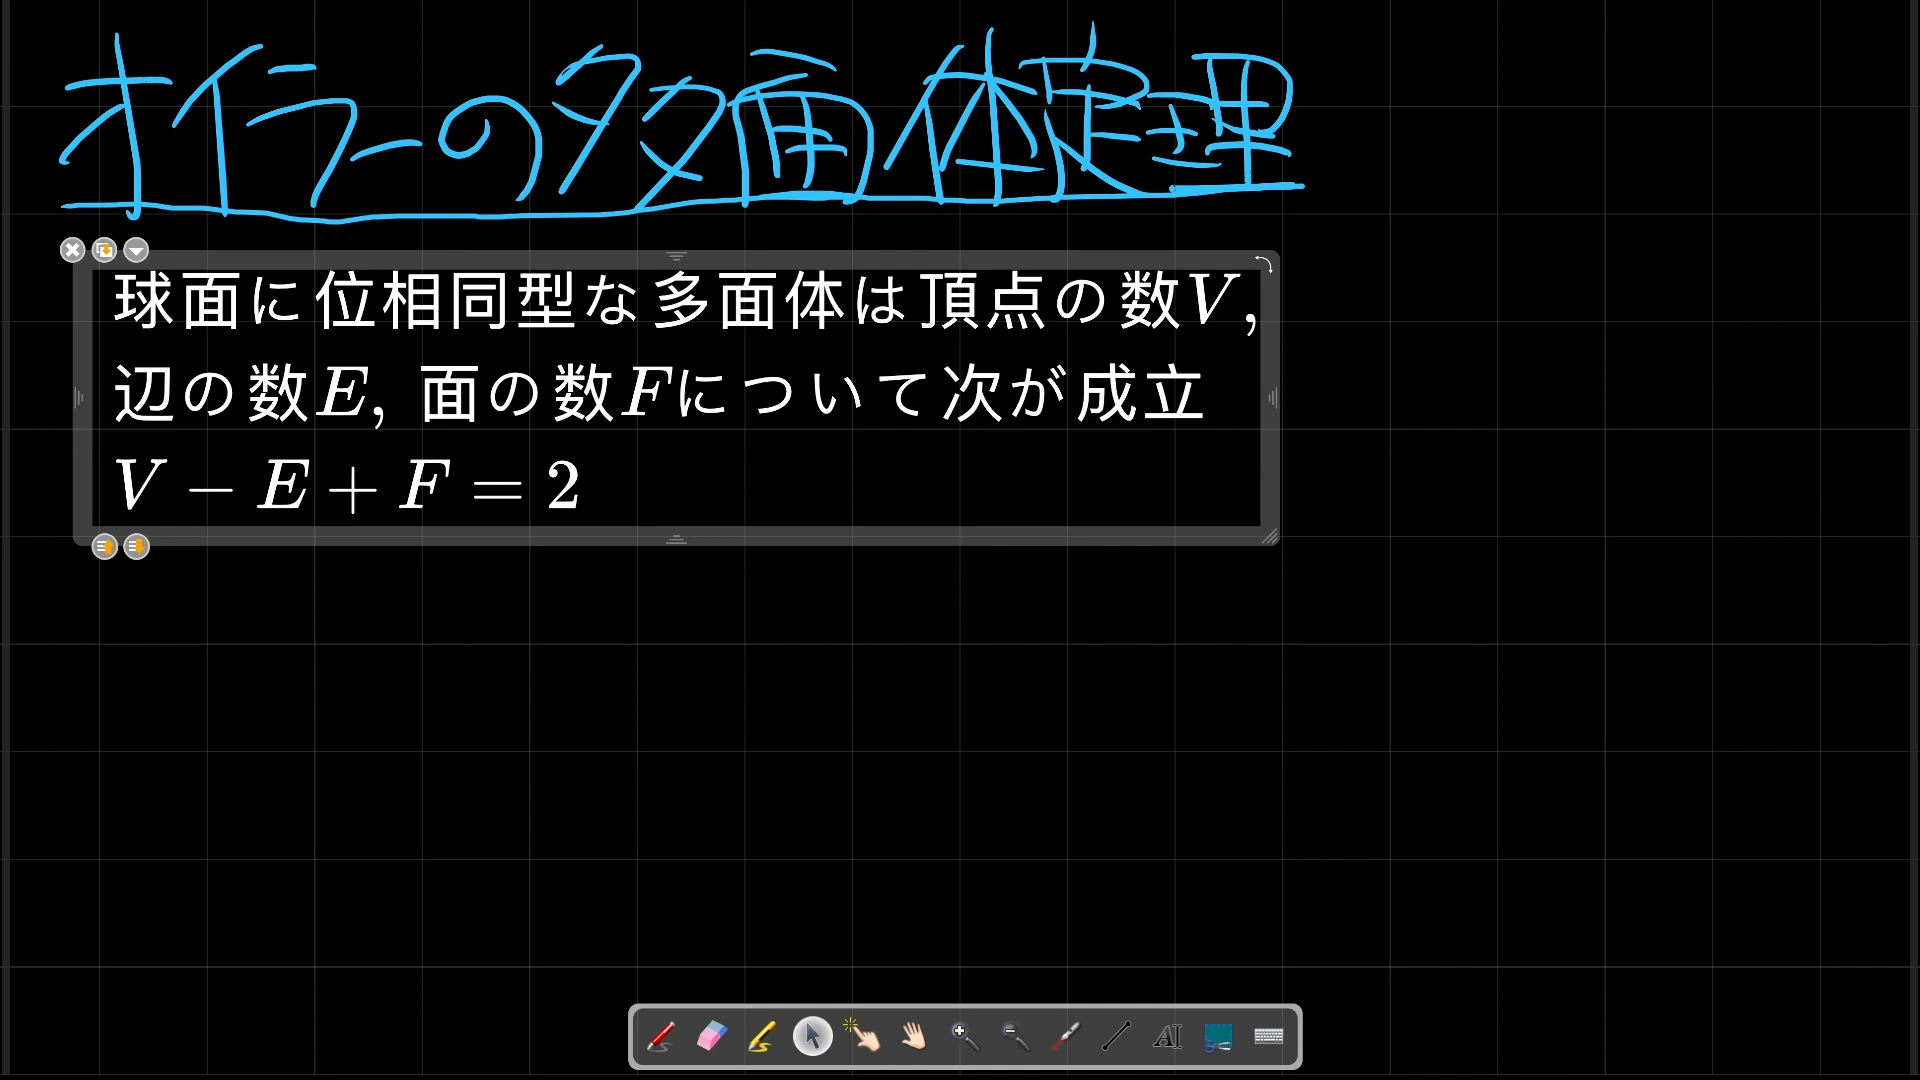 オイラーの多面体定理
球面に位相同型な多面体は頂点の数V,
辺の数E, 面の数Fについて次が成立
V − E + F = 2